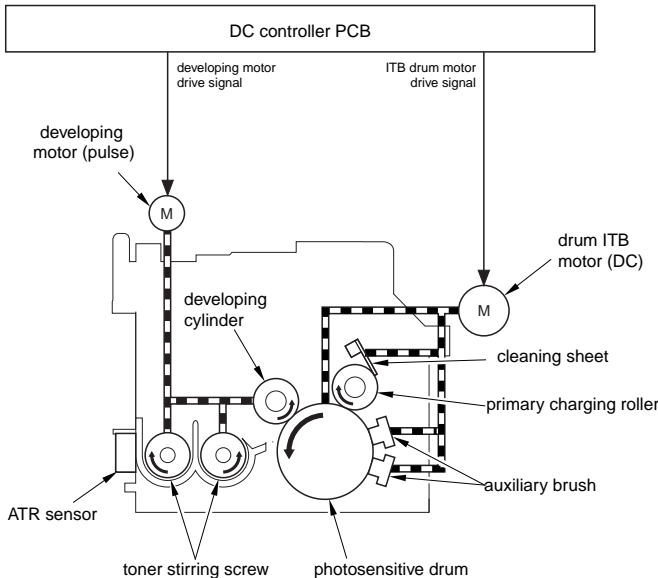 DC controller PCB
developing motor
drive signal
ITB drum motor
drive signal
developing
motor (pulse)
M
drum ITB
motor (DC)
M
developing
cylinder
cleaning sheet
primary charging roller
auxiliary brush
ATR sensor
toner stirring screw
photosensitive drum